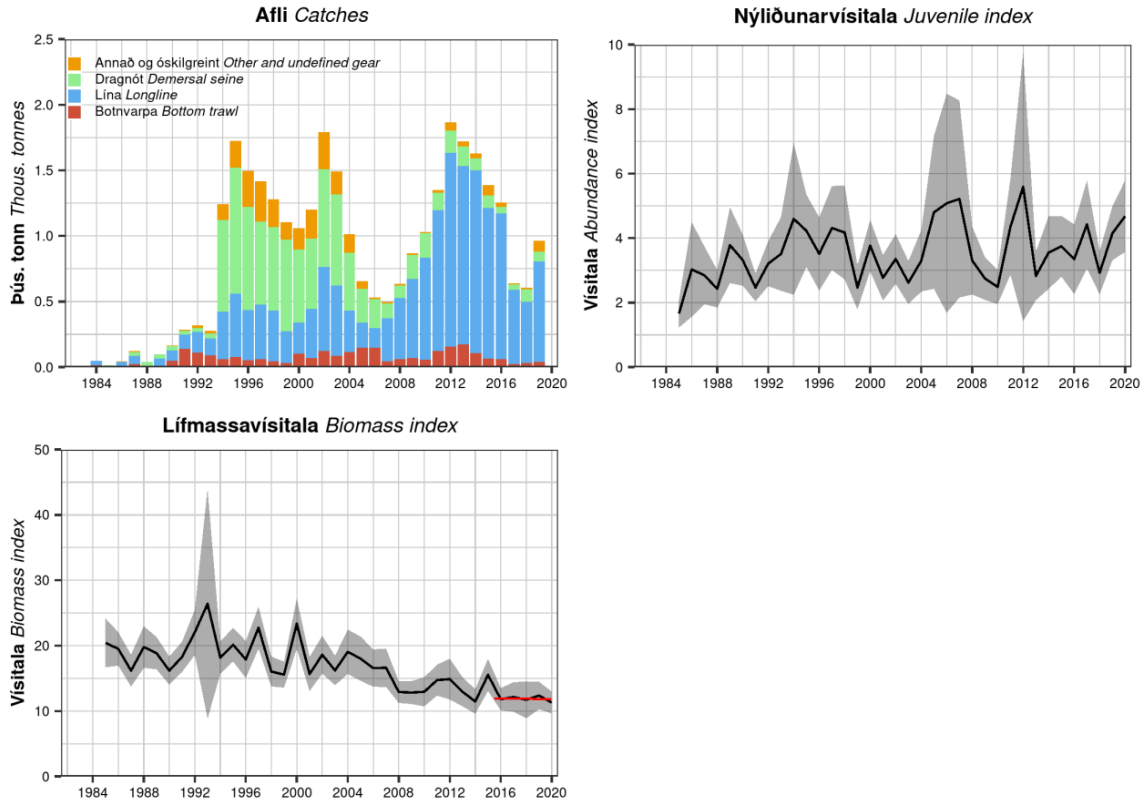 Afli Catches
2.5
2.0
1.5
1.0
0.5
0.0
Þús. tonn Thous. tonnes
Annað og óskilgreint Other and undefined gear
Dragnót Demersal seine
Lína Longline
Botnvarpa Bottom trawl
1984 1988 1992 1996 2000 2004 2008 2012 2016 2020
Nýliðunarvísitala Juvenile index
10
8
6
4
2
0
Vísitala Abundance index
1984 1988 1992 1996 2000 2004 2008 2012 2016 2020
Lífmassavísitala Biomass index
50
40
30
20
10
0
Vísitala Biomass index
1984 1988 1992 1996 2000 2004 2008 2012 2016 2020